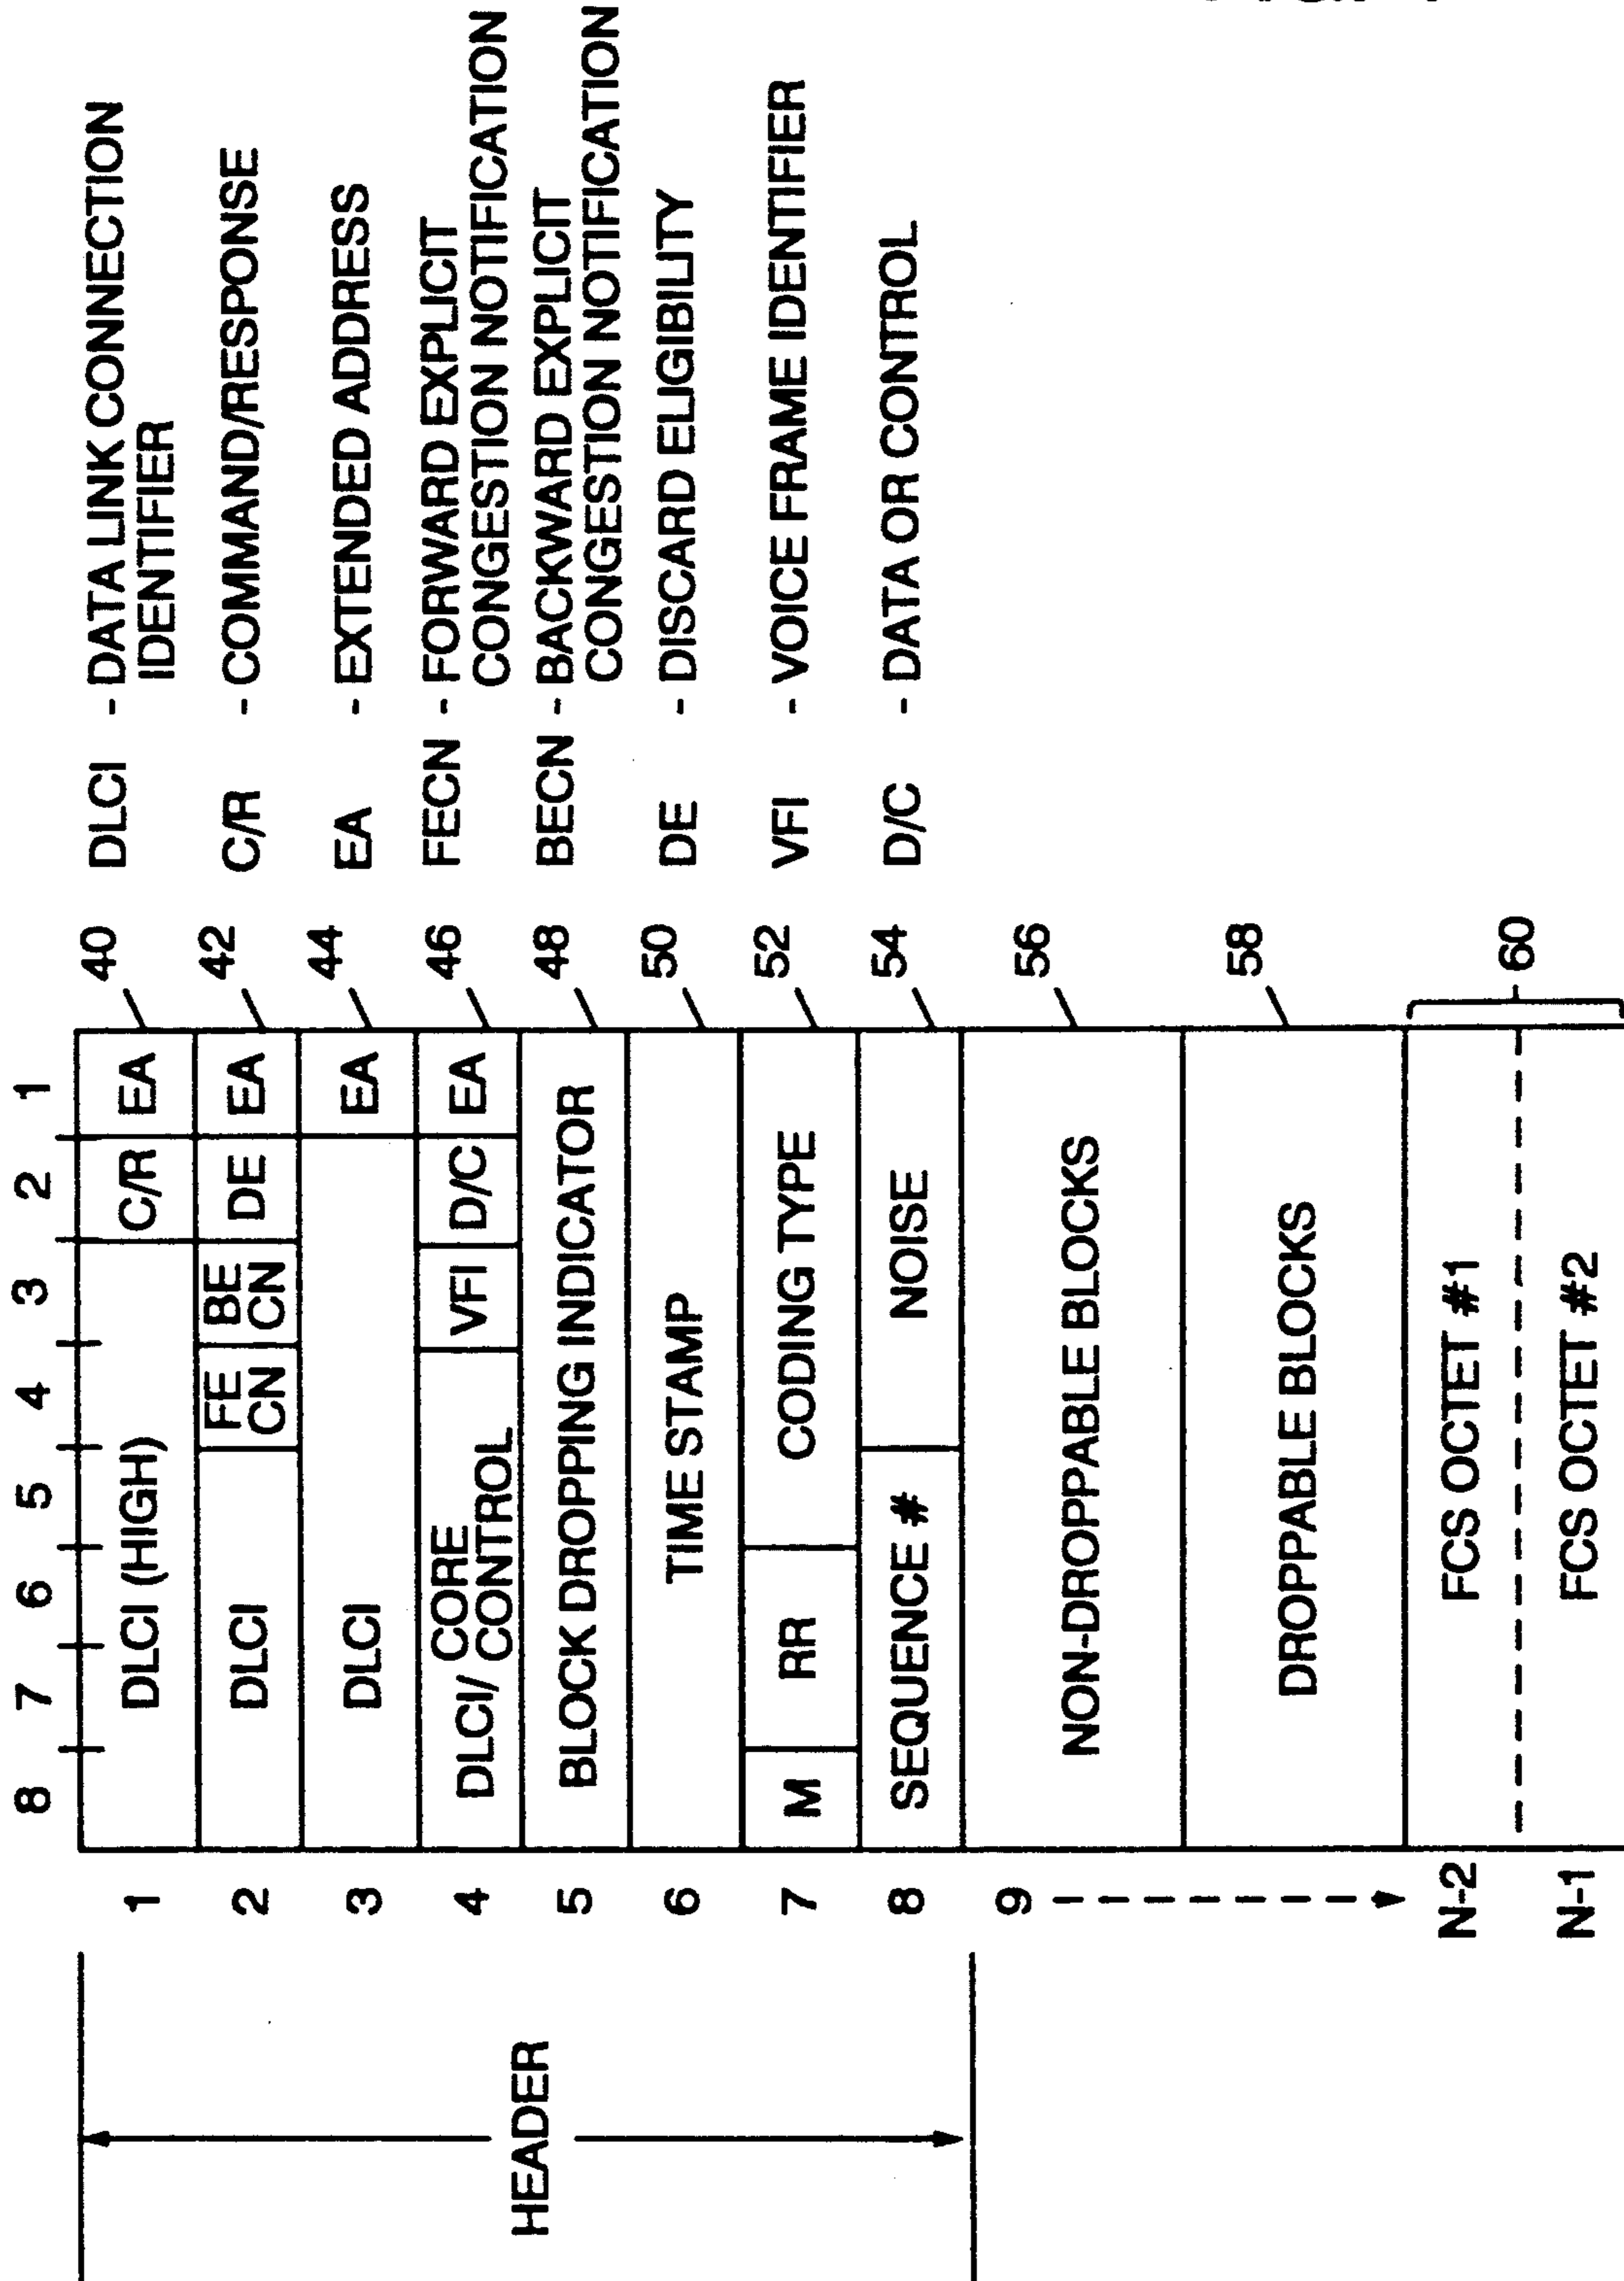 8 7 6 5 4 3 2 1
HEADER
1 DLCI (HIGH) C/R EA 40
2 DLCI FE CN BE CN DE EA 42
3 DLCI EA 44
4 DLCI/ CORE CONTROL VFI D/C EA 46
5 BLOCK DROPPING INDICATOR 48
6 TIME STAMP 50
7 M RR CODING TYPE 52
8 SEQUENCE # NOISE 54
9 NON-DROPPABLE BLOCKS 56
DROPPABLE BLOCKS 58
N-2 FCS OCTET #1
60
N-1 FCS OCTET #2
DLCI - DATA LINK CONNECTION
IDENTIFIER
C/R - COMMAND/RESPONSE
EA - EXTENDED ADDRESS
FECN - FORWARD EXPLICIT
CONGESTION NOTIFICATION
BECN - BACKWARD EXPLICIT
CONGESTION NOTIFICATION
DE - DISCARD ELIGIBILITY
VFI - VOICE FRAME IDENTIFIER
D/C - DATA OR CONTROL